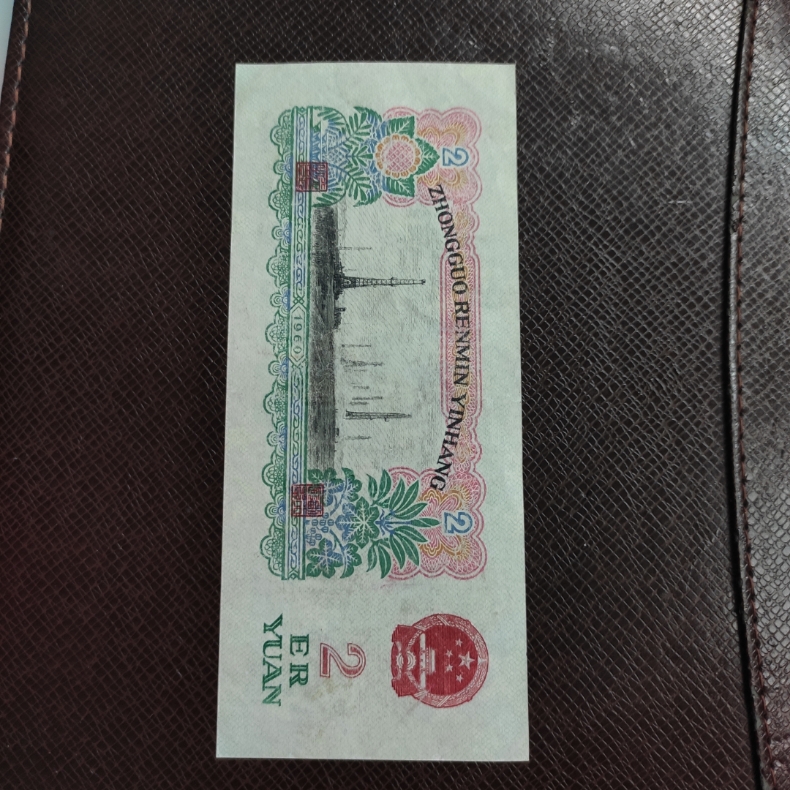 2
2
ZHONGGUO RENMIN YINHANG
1960
2
ER
YUAN